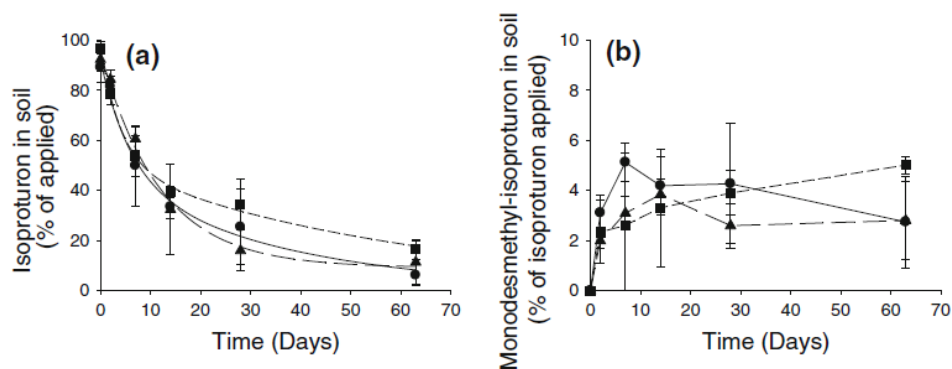 (a)
Isoproturon in soil
(% of applied)
100
80
60
40
20
0
0 10 20 30 40 50 60 70
Time (Days)
(b)
Monodesmethyl-isoproturon in soil
(% of isoproturon applied)
10
8
6
4
2
0
0 10 20 30 40 50 60 70
Time (Days)